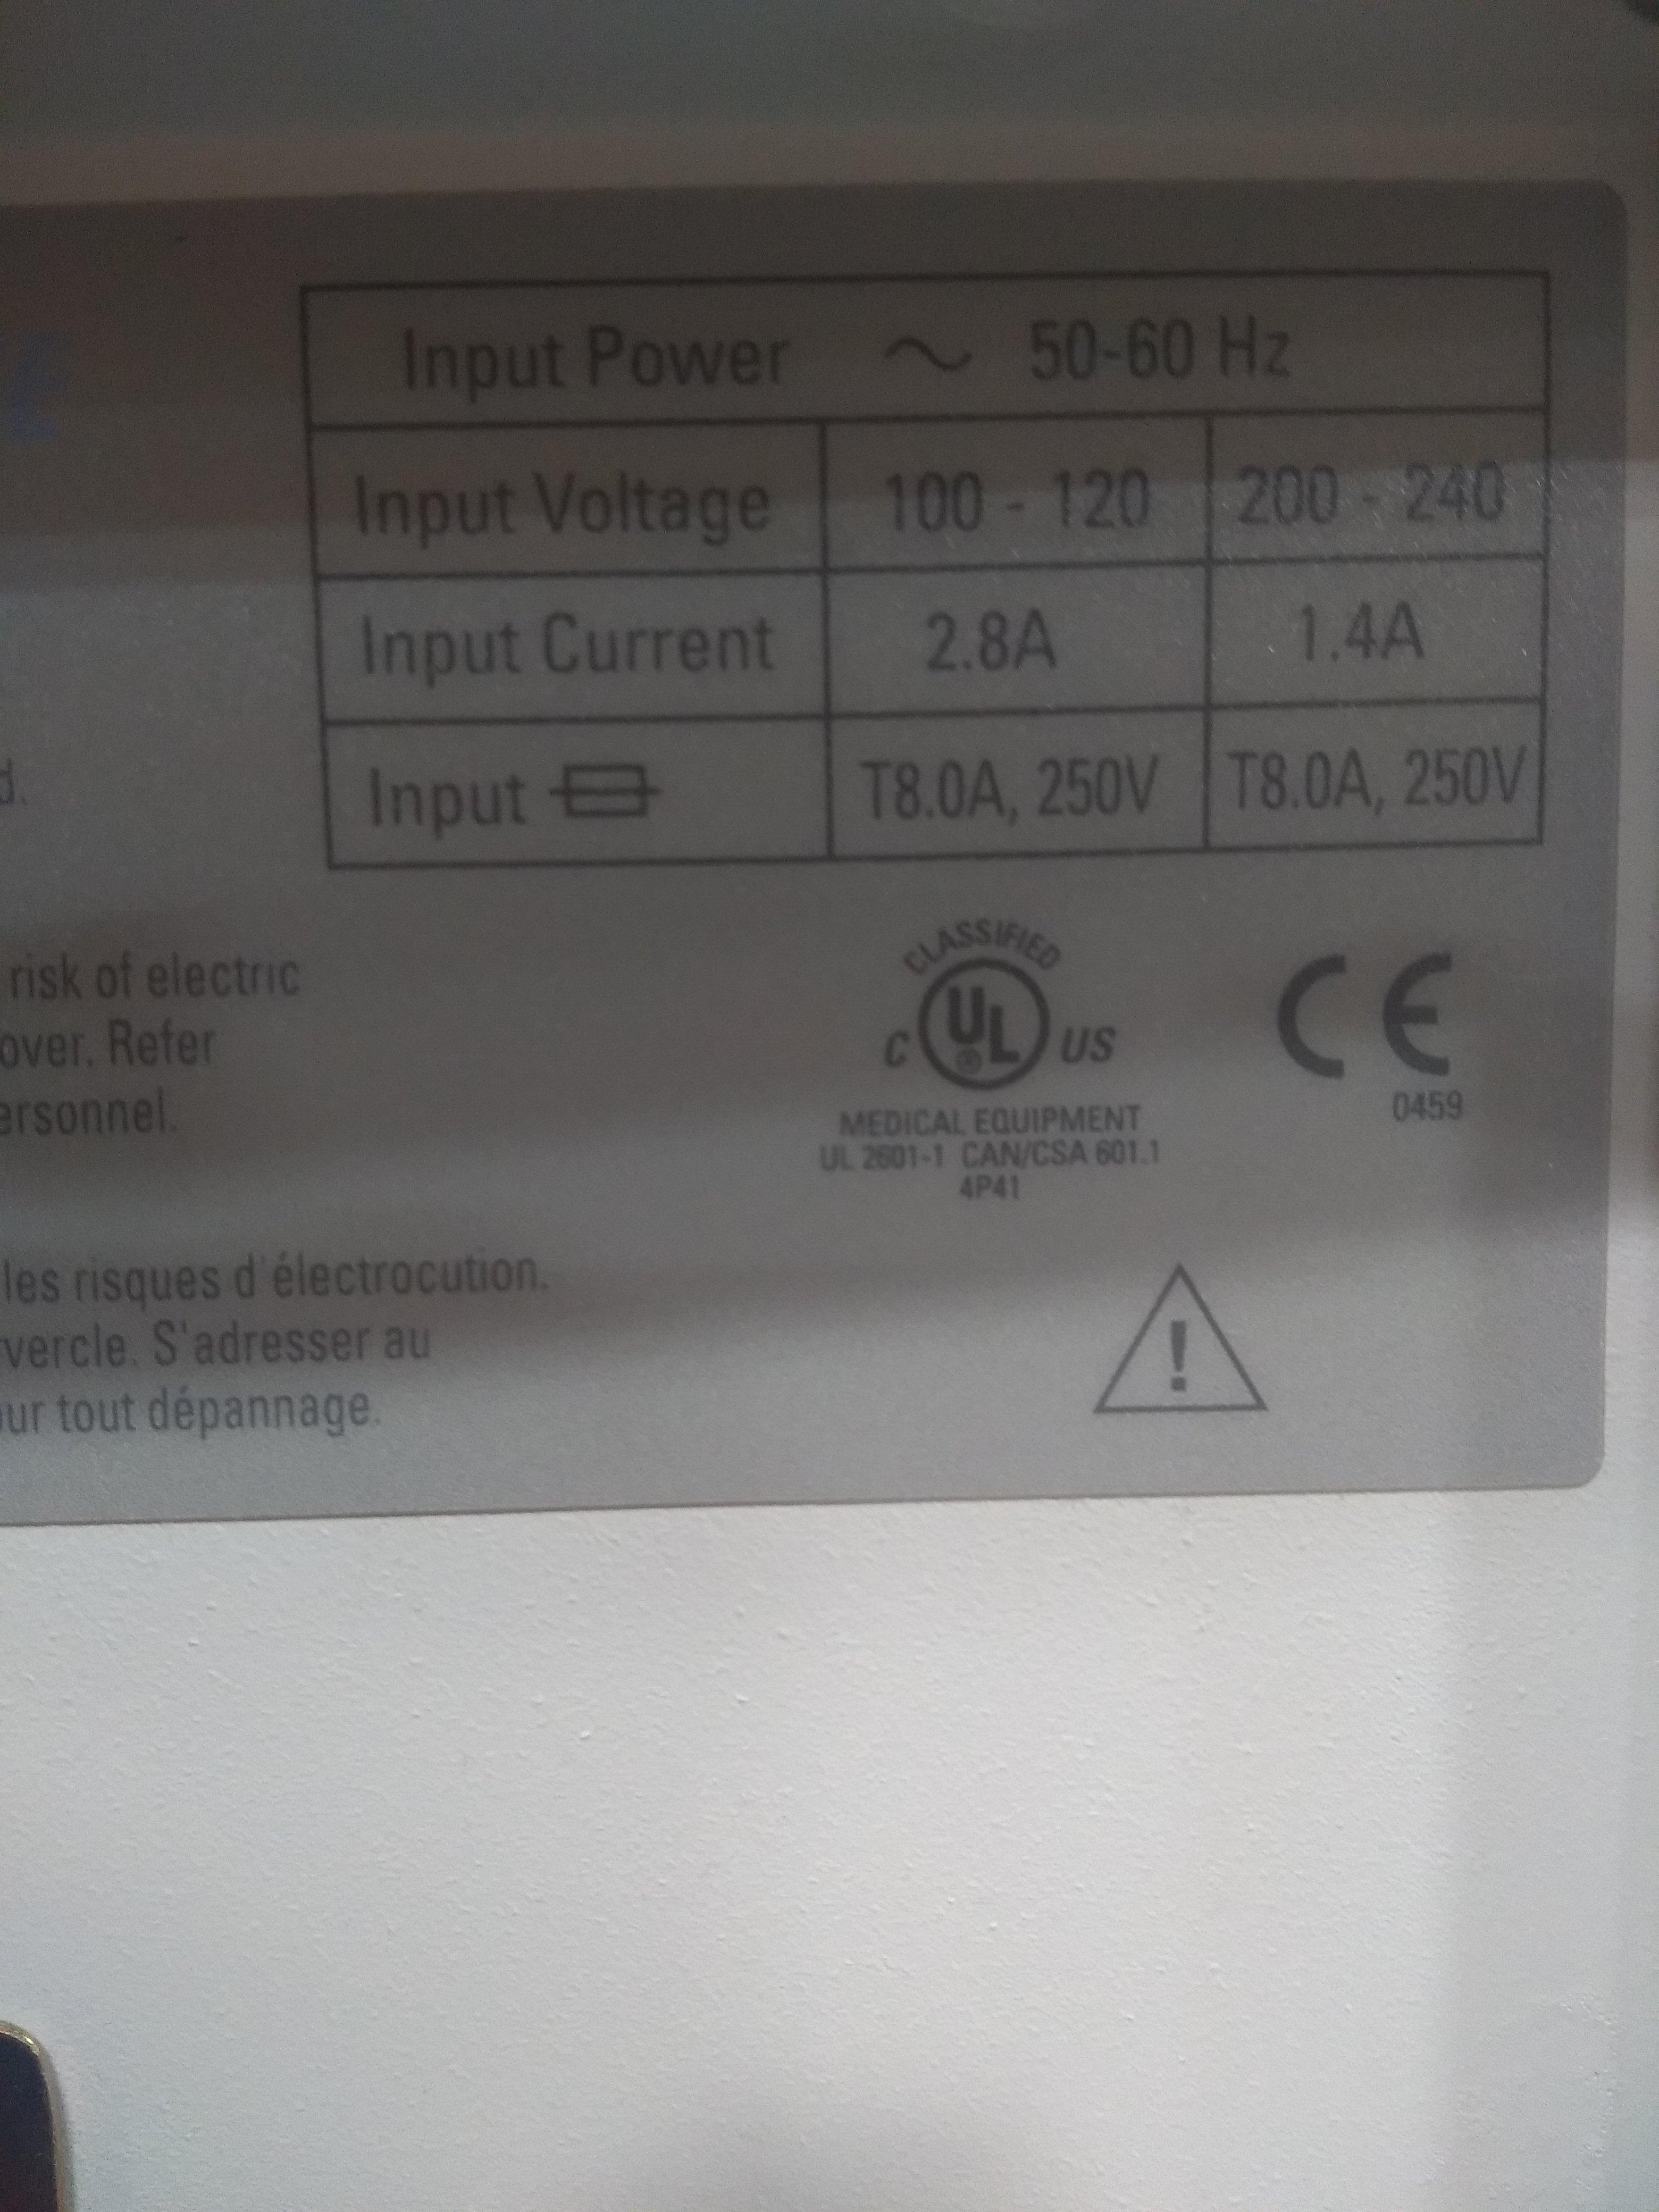 Input Power ~ 50-60 Hz
Input Voltage 100 - 120 200 - 240
Input Current 2.8A 1.4A
Input T8.0A, 250V T8.0A, 250V
d.
risk of electric
over. Refer
ersonnel.
CLASSIFIED
C UL® US
MEDICAL EQUIPMENT
UL 2601-1 CAN/CSA 601.1
4P41
CE
0459
les risques d'électrocution.
vercle. S'adresser au
ur tout dépannage.
!